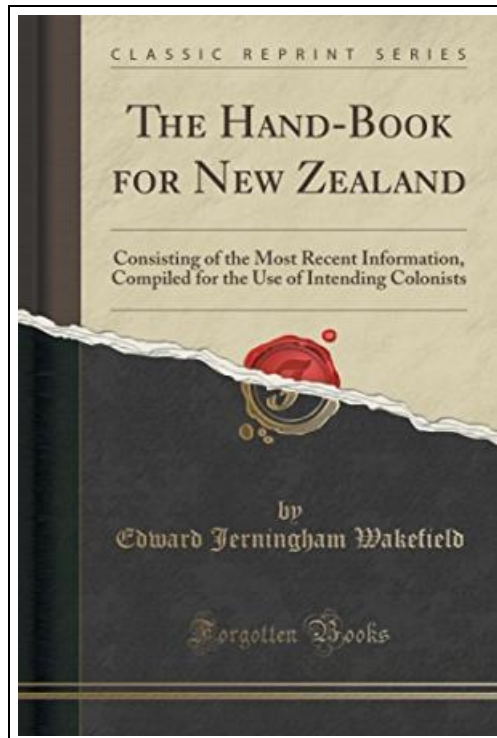 CLASSIC REPRINT SERIES
THE HAND-BOOK
FOR NEW ZEALAND
Consisting of the Most Recent Information,
Compiled for the Use of Intending Colonists
by
Edward Jerningham Wakefield
Forgotten Books